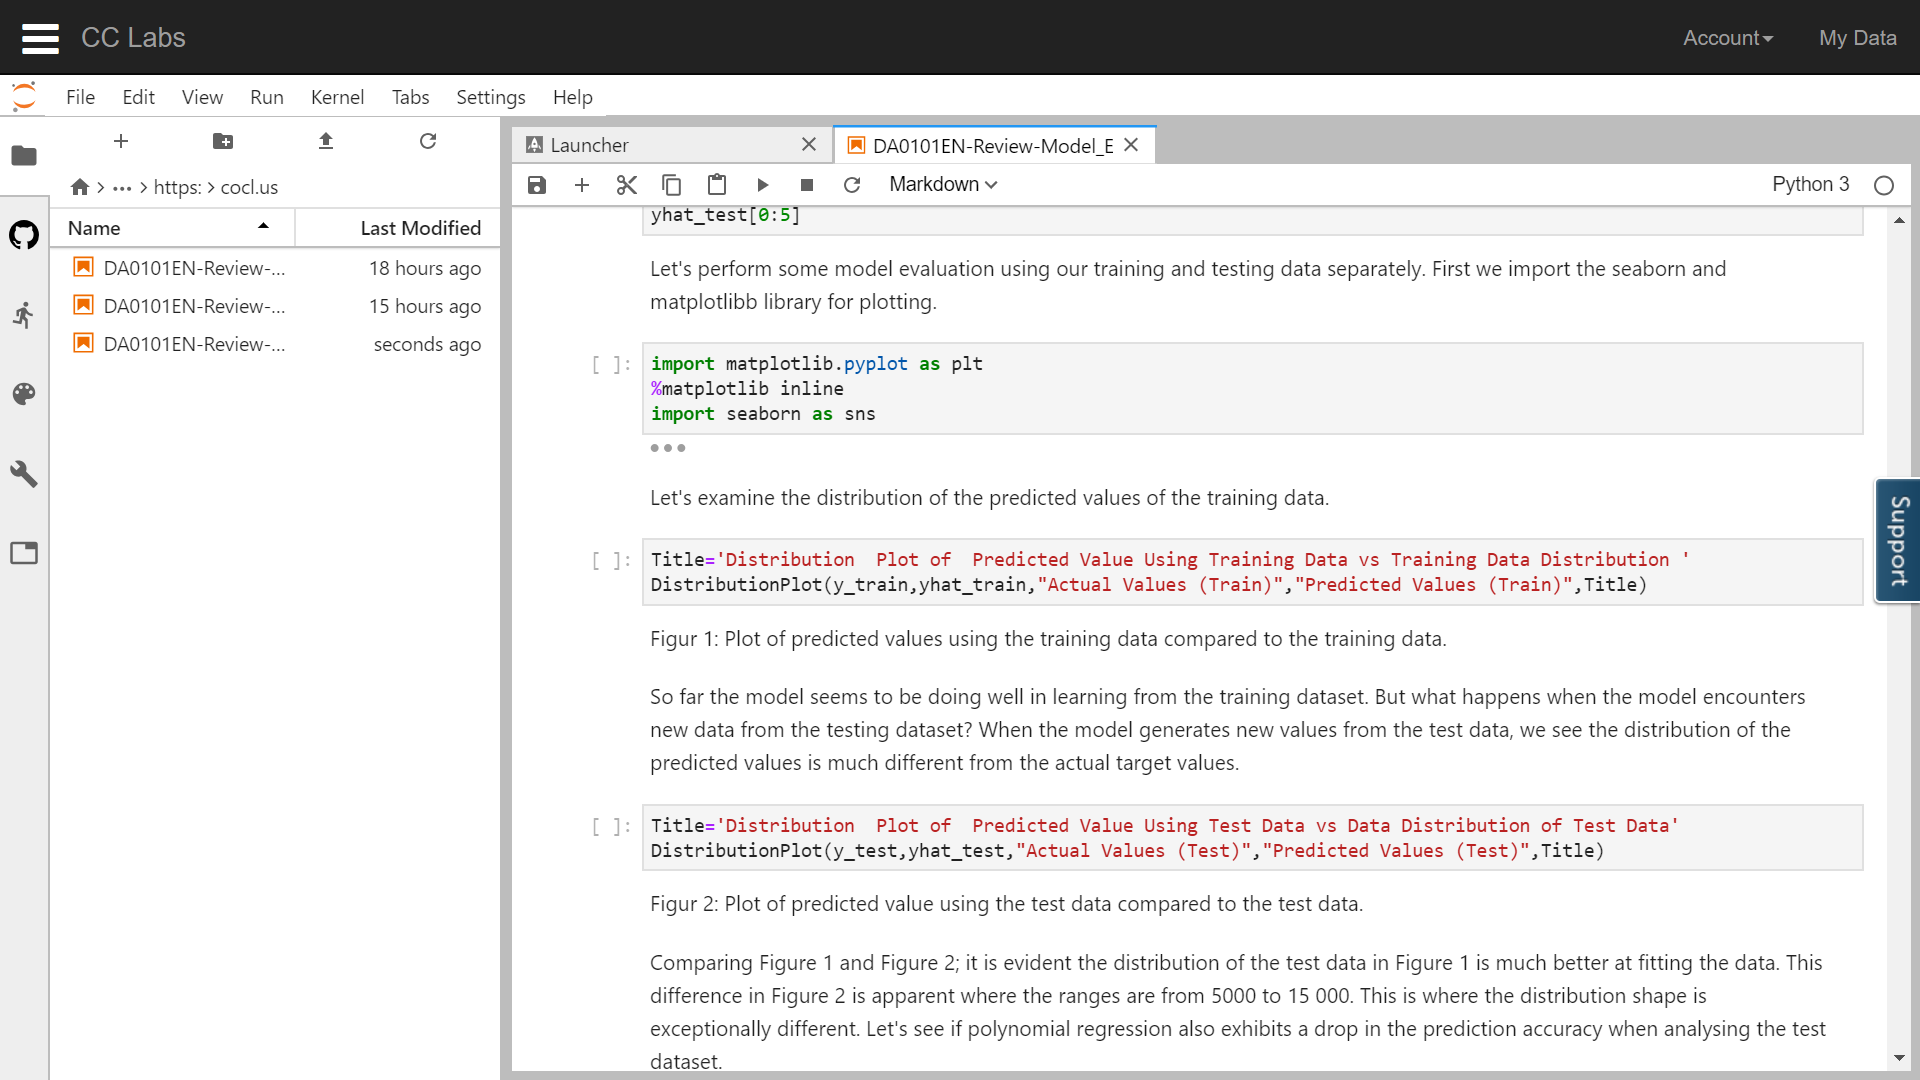 CC Labs
Account
My Data
File Edit View Run Kernel Tabs Settings Help
… https: cocl.us
Name Last Modified
DA0101EN-Review-... 18 hours ago
DA0101EN-Review-... 15 hours ago
DA0101EN-Review-... seconds ago
Launcher
DA0101EN-Review-Model_E
Markdown
Python 3
yhat_test[0:5]
Let's perform some model evaluation using our training and testing data separately. First we import the seaborn and
matplotlibb library for plotting.
[ ]:
import matplotlib.pyplot as plt
%matplotlib inline
import seaborn as sns
Let's examine the distribution of the predicted values of the training data.
[ ]:
Title='Distribution  Plot of  Predicted Value Using Training Data vs Training Data Distribution '
DistributionPlot(y_train,yhat_train,"Actual Values (Train)","Predicted Values (Train)",Title)
Figur 1: Plot of predicted values using the training data compared to the training data.
So far the model seems to be doing well in learning from the training dataset. But what happens when the model encounters
new data from the testing dataset? When the model generates new values from the test data, we see the distribution of the
predicted values is much different from the actual target values.
[ ]:
Title='Distribution  Plot of  Predicted Value Using Test Data vs Data Distribution of Test Data'
DistributionPlot(y_test,yhat_test,"Actual Values (Test)","Predicted Values (Test)",Title)
Figur 2: Plot of predicted value using the test data compared to the test data.
Comparing Figure 1 and Figure 2; it is evident the distribution of the test data in Figure 1 is much better at fitting the data. This
difference in Figure 2 is apparent where the ranges are from 5000 to 15 000. This is where the distribution shape is
exceptionally different. Let's see if polynomial regression also exhibits a drop in the prediction accuracy when analysing the test
dataset.
Support